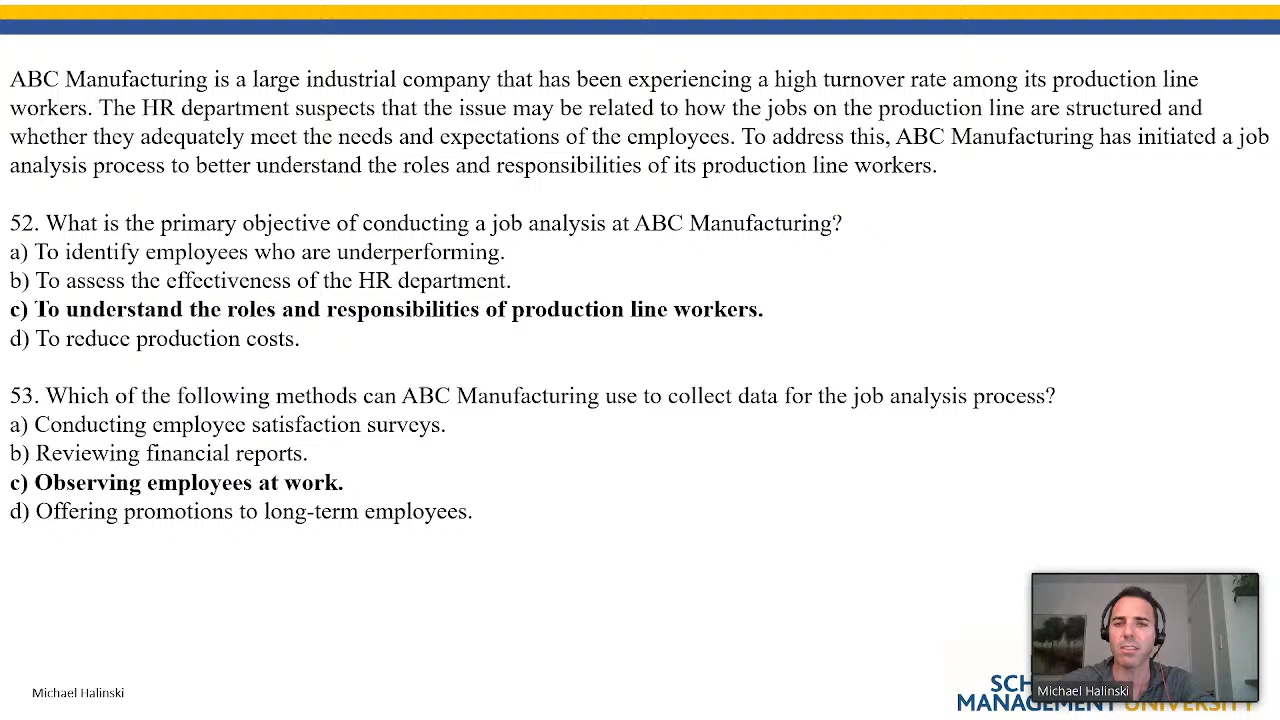 ABC Manufacturing is a large industrial company that has been experiencing a high turnover rate among its production line
workers. The HR department suspects that the issue may be related to how the jobs on the production line are structured and
whether they adequately meet the needs and expectations of the employees. To address this, ABC Manufacturing has initiated a job
analysis process to better understand the roles and responsibilities of its production line workers.
52. What is the primary objective of conducting a job analysis at ABC Manufacturing?
a) To identify employees who are underperforming.
b) To assess the effectiveness of the HR department.
c) To understand the roles and responsibilities of production line workers.
d) To reduce production costs.
53. Which of the following methods can ABC Manufacturing use to collect data for the job analysis process?
a) Conducting employee satisfaction surveys.
b) Reviewing financial reports.
c) Observing employees at work.
d) Offering promotions to long-term employees.
Michael Halinski
SCH
MANAGEMENT UNIVERSITY
Michael Halinski